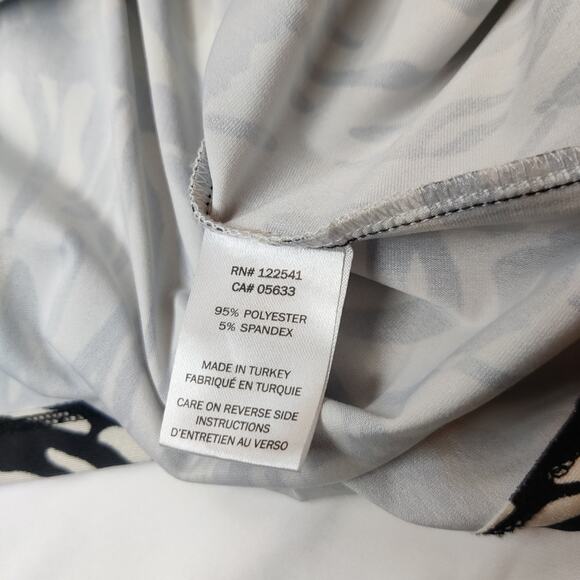 RN# 122541
CA# 05633
95% POLYESTER
5% SPANDEX
MADE IN TURKEY
FABRIQUÉ EN TURQUIE
CARE ON REVERSE SIDE
INSTRUCTIONS
D'ENTRETIEN AU VERSO